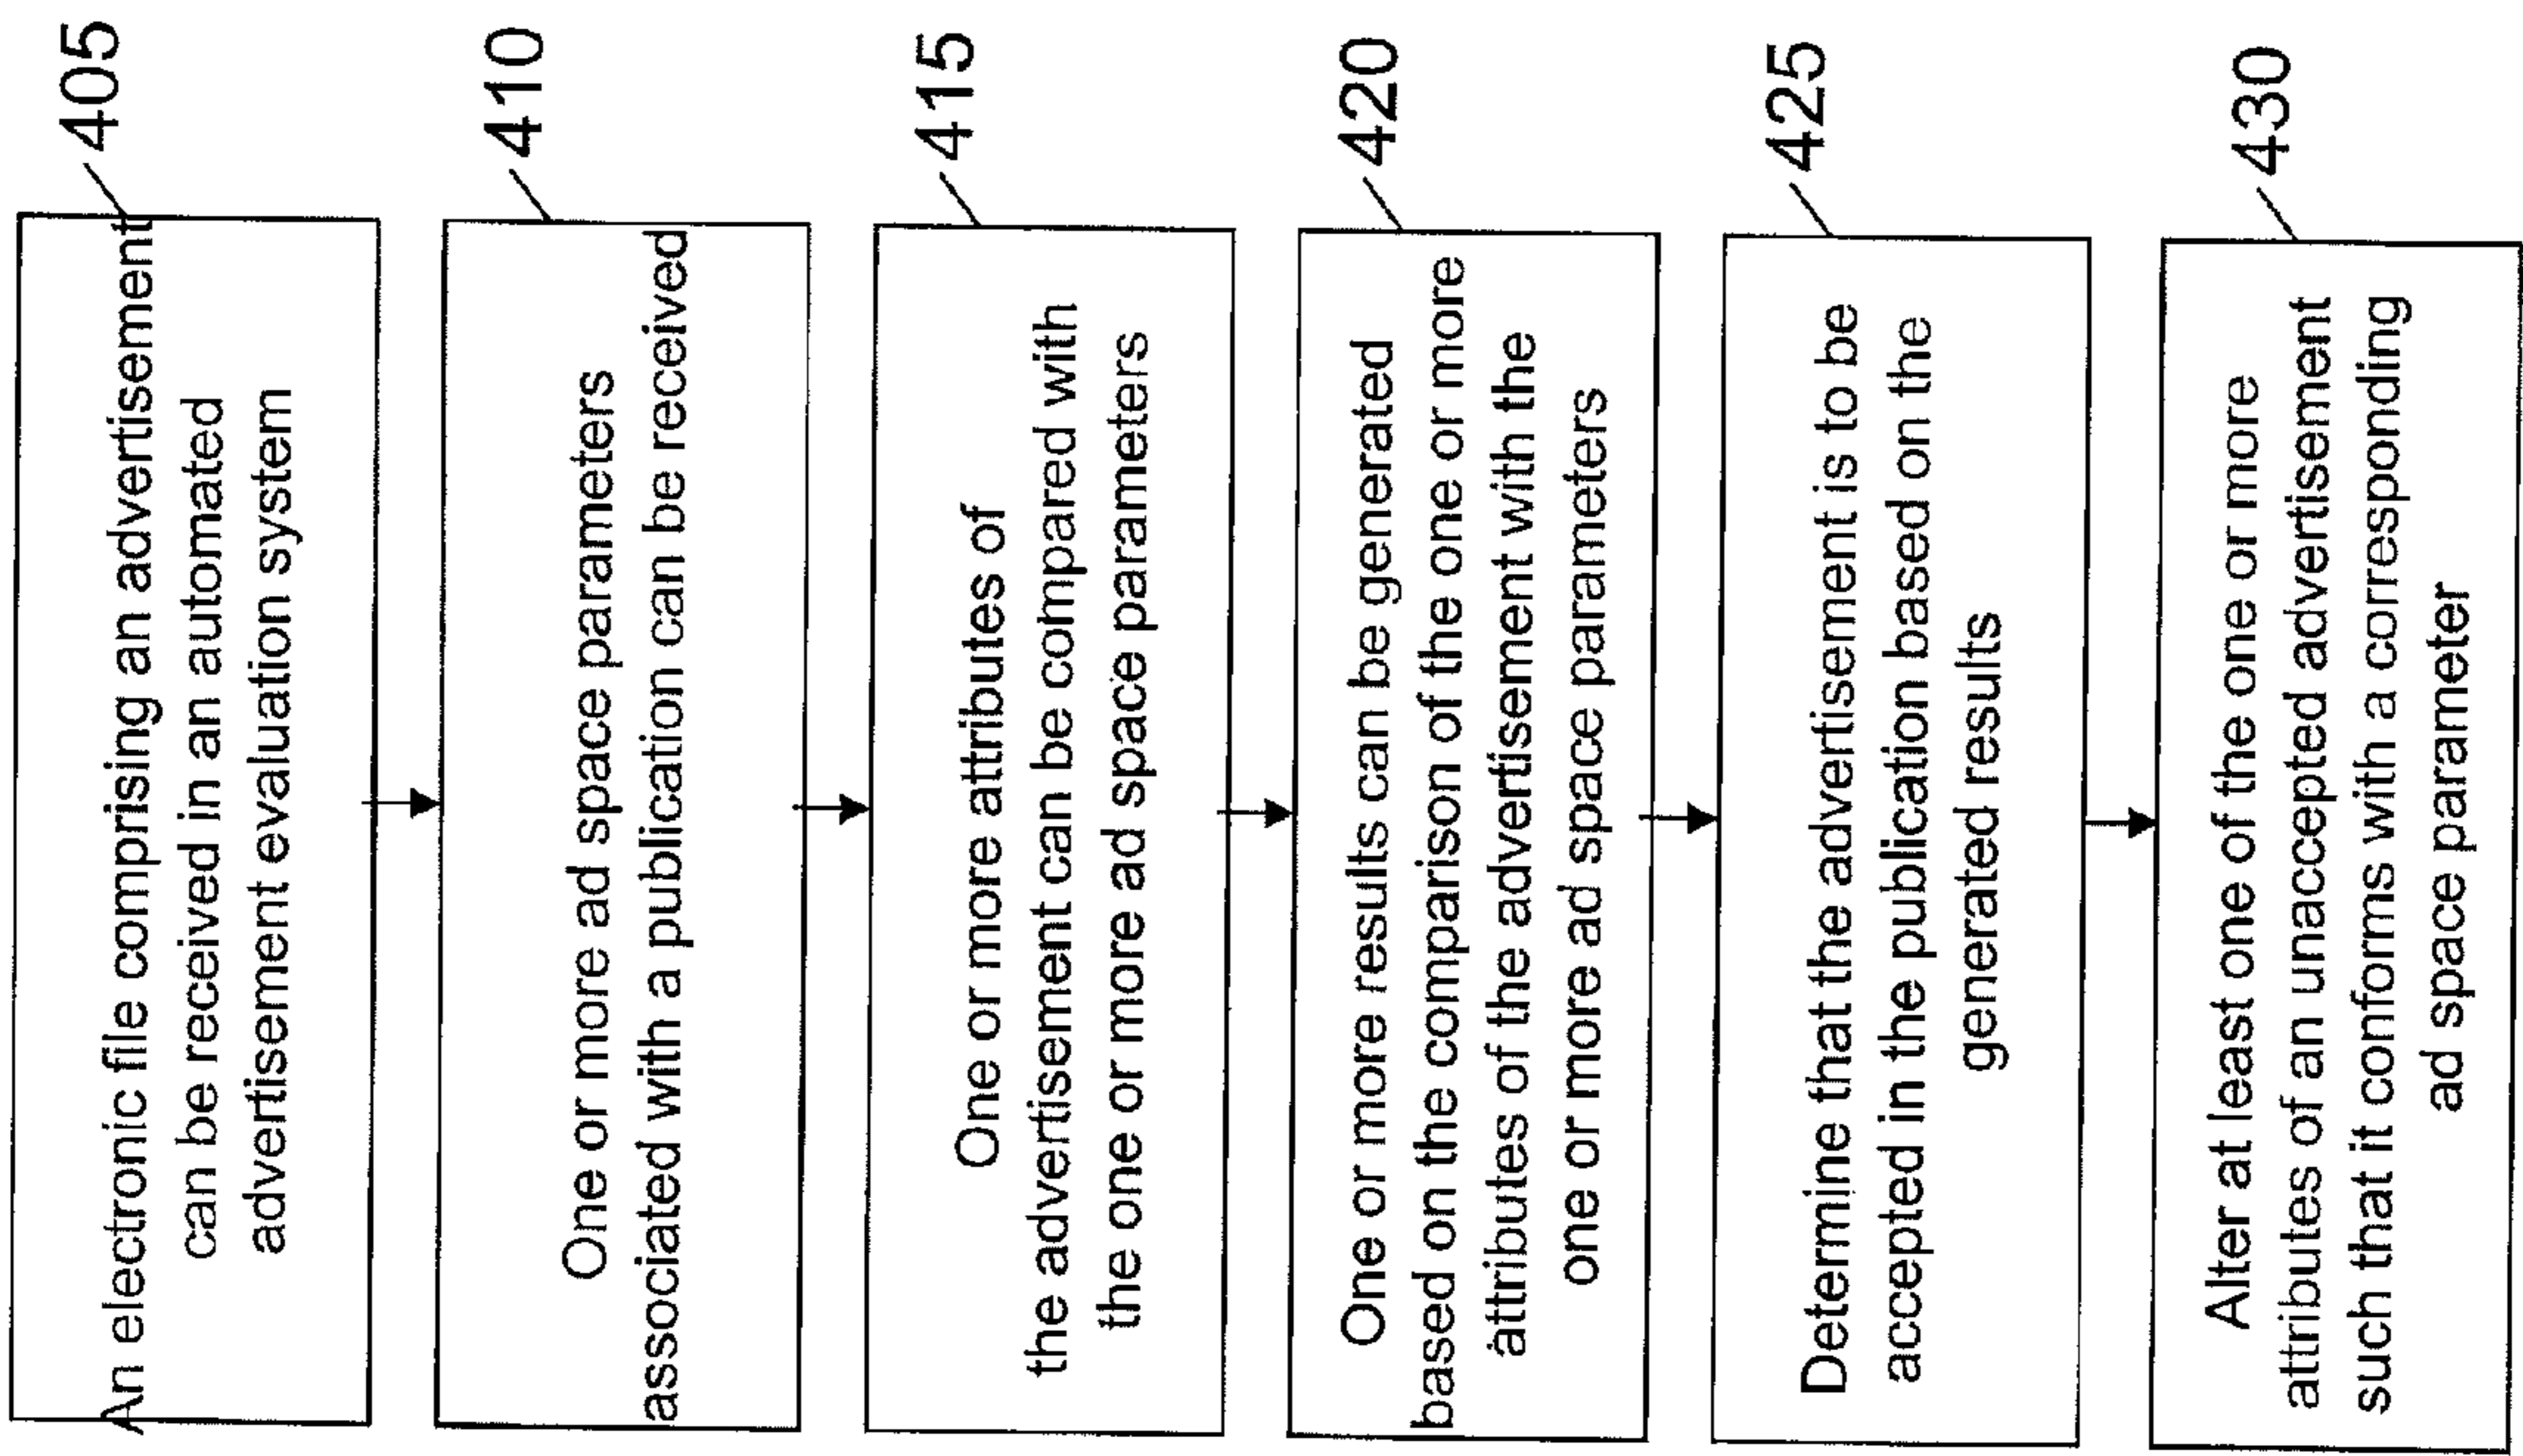 405
An electronic file comprising an advertisement
can be received in an automated
advertisement evaluation system
410
One or more ad space parameters
associated with a publication can be received
415
One or more attributes of
the advertisement can be compared with
the one or more ad space parameters
420
One or more results can be generated
based on the comparison of the one or more
attributes of the advertisement with the
one or more ad space parameters
425
Determine that the advertisement is to be
accepted in the publication based on the
generated results
430
Alter at least one of the one or more
attributes of an unaccepted advertisement
such that it conforms with a corresponding
ad space parameter